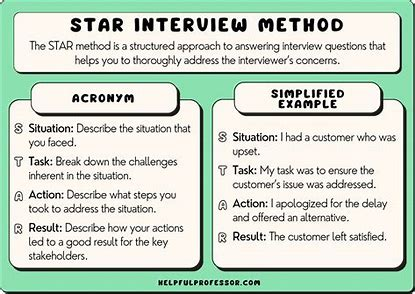 STAR INTERVIEW METHOD
The STAR method is a structured approach to answering interview questions that
helps you to thoroughly address the interviewer's concerns.
ACRONYM
S Situation: Describe the situation that
you faced.
T Task: Break down the challenges
inherent in the situation.
A Action: Describe what steps you
took to address the situation.
R Result: Describe how your actions
led to a good result for the key
stakeholders.
SIMPLIFIED
EXAMPLE
S Situation: I had a customer who was
upset.
T Task: My task was to ensure the
customer's issue was addressed.
A Action: I apologized for the delay
and offered an alternative.
R Result: The customer left satisfied.
HELPFULPROFESSOR.COM